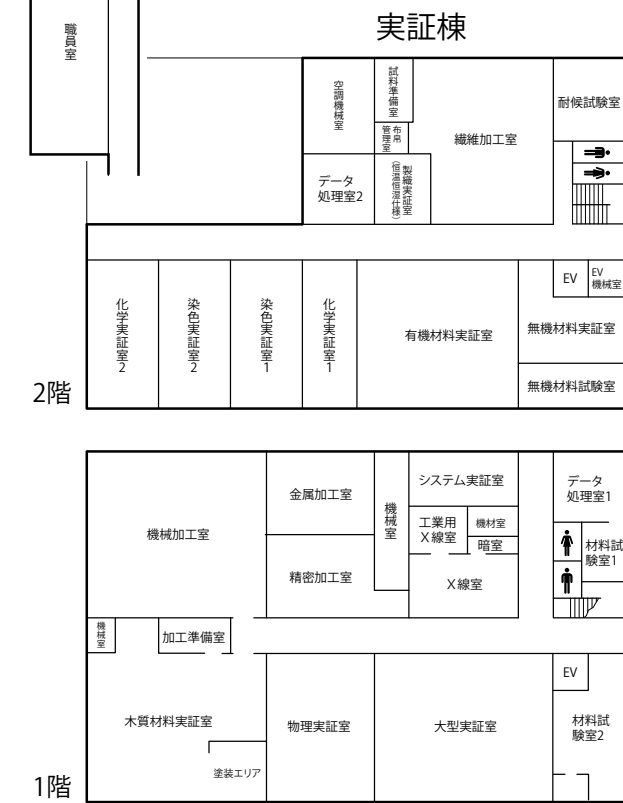 職員室
実証棟
空調機械室
試料準備室
布帛
管理室
繊維加工室
耐候試験室
データ
処理室2
製織実証室
(恒温恒湿仕様)
EV
EV
機械室
化学実証室2
染色実証室2
染色実証室1
化学実証室1
有機材料実証室
無機材料実証室
無機材料試験室
2階
機械加工室
金属加工室
精密加工室
機械室
システム実証室
工業用
X線室
機材室
暗室
X線室
データ
処理室1
材料試
験室1
機械室
加工準備室
木質材料実証室
塗装エリア
物理実証室
大型実証室
EV
材料試
験室2
1階